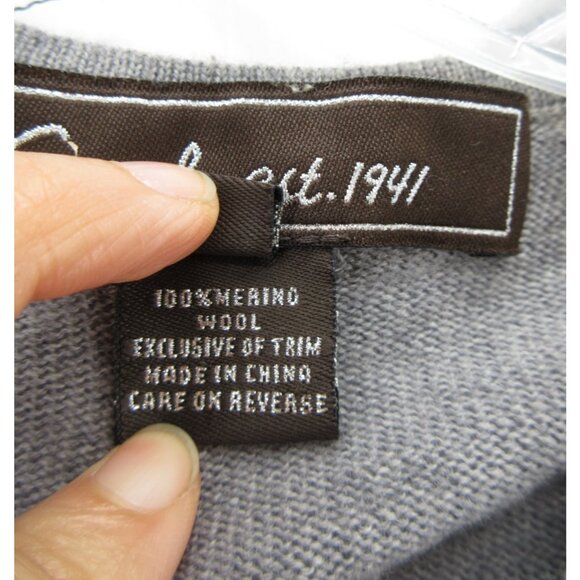 est. 1941
100% MERINO
WOOL
EXCLUSIVE OF TRIM
MADE IN CHINA
CARE ON REVERSE